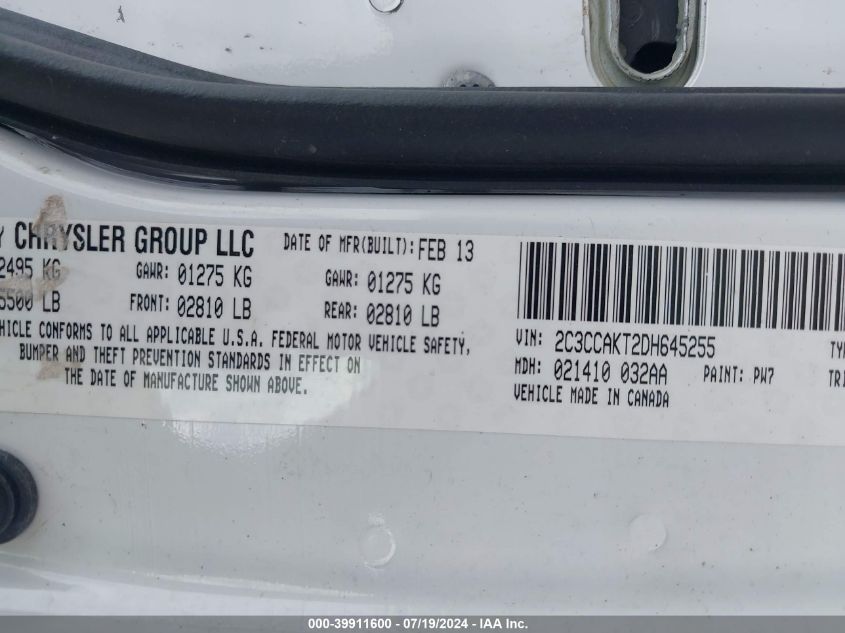 CHRYSLER GROUP LLC DATE OF MFR(BUILT): FEB 13
2495 KG GAWR: 01275 KG GAWR: 01275 KG
5500 LB FRONT: 02810 LB REAR: 02810 LB
HICLE CONFORMS TO ALL APPLICABLE U.S.A. FEDERAL MOTOR VEHICLE SAFETY,
BUMPER AND THEFT PREVENTION STANDARDS IN EFFECT ON
THE DATE OF MANUFACTURE SHOWN ABOVE.
VIN: 2C3CCAKT2DH645255 TYP
MDH: 021410 032AA PAINT: PW7 TRI
VEHICLE MADE IN CANADA
000-39911600 - 07/19/2024 - IAA Inc.